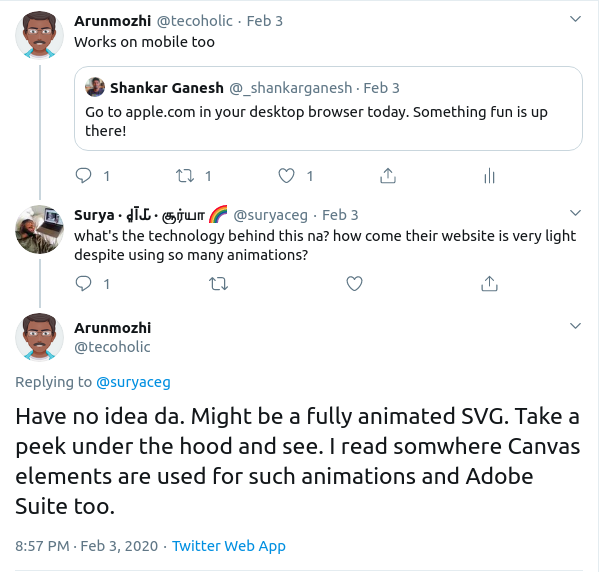 Arunmozhi @tecoholic · Feb 3
Works on mobile too
Shankar Ganesh @_shankarganesh · Feb 3
Go to apple.com in your desktop browser today. Something fun is up
there!
1 1 1
Surya · · சூர்யா 🌈 @suryaceg · Feb 3
what's the technology behind this na? how come their website is very light
despite using so many animations?
1
Arunmozhi
@tecoholic
Replying to @suryaceg
Have no idea da. Might be a fully animated SVG. Take a
peek under the hood and see. I read somwhere Canvas
elements are used for such animations and Adobe
Suite too.
8:57 PM · Feb 3, 2020 · Twitter Web App